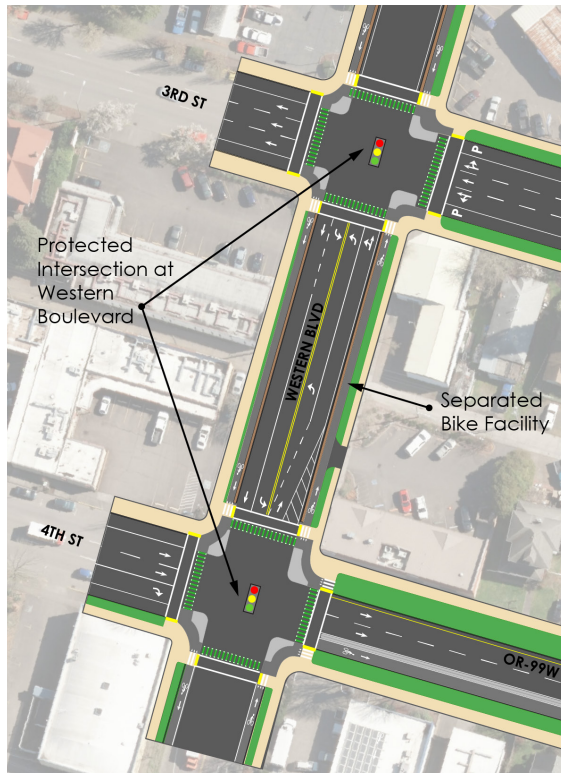 3RD ST
P
P
Protected
Intersection at
Western
Boulevard
WESTERN BLVD
Separated
Bike Facility
4TH ST
OR-99W